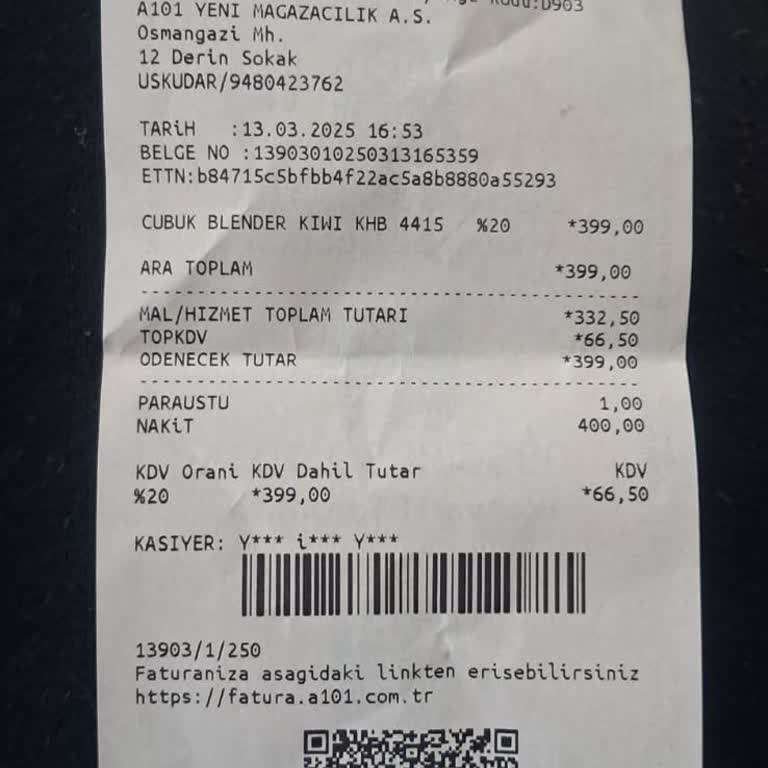 Kodu:D903
A101 YENİ MAGAZACILIK A.S.
Osmangazi Mh.
12 Derin Sokak
USKUDAR/9480423762
TARiH :13.03.2025 16:53
BELGE NO :13903010250313165359
ETTN:b84715c5bfbb4f22ac5a8b8880a55293
CUBUK BLENDER KIWI KHB 4415 %20 *399,00
ARA TOPLAM *399,00
MAL/HIZMET TOPLAM TUTARI *332,50
TOPKDV *66,50
ODENECEK TUTAR *399,00
PARAUSTU 1,00
NAKiT 400,00
KDV Orani KDV Dahil Tutar KDV
%20 *399,00 *66,50
KASIYER: Y*** i*** Y***
13903/1/250
Faturaniza asagidaki linkten erisebilirsiniz
https://fatura.a101.com.tr